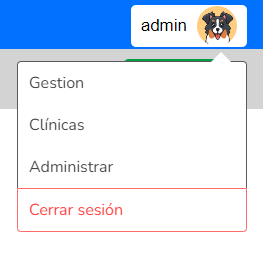 admin
Gestion
Clínicas
Administrar
Cerrar sesión